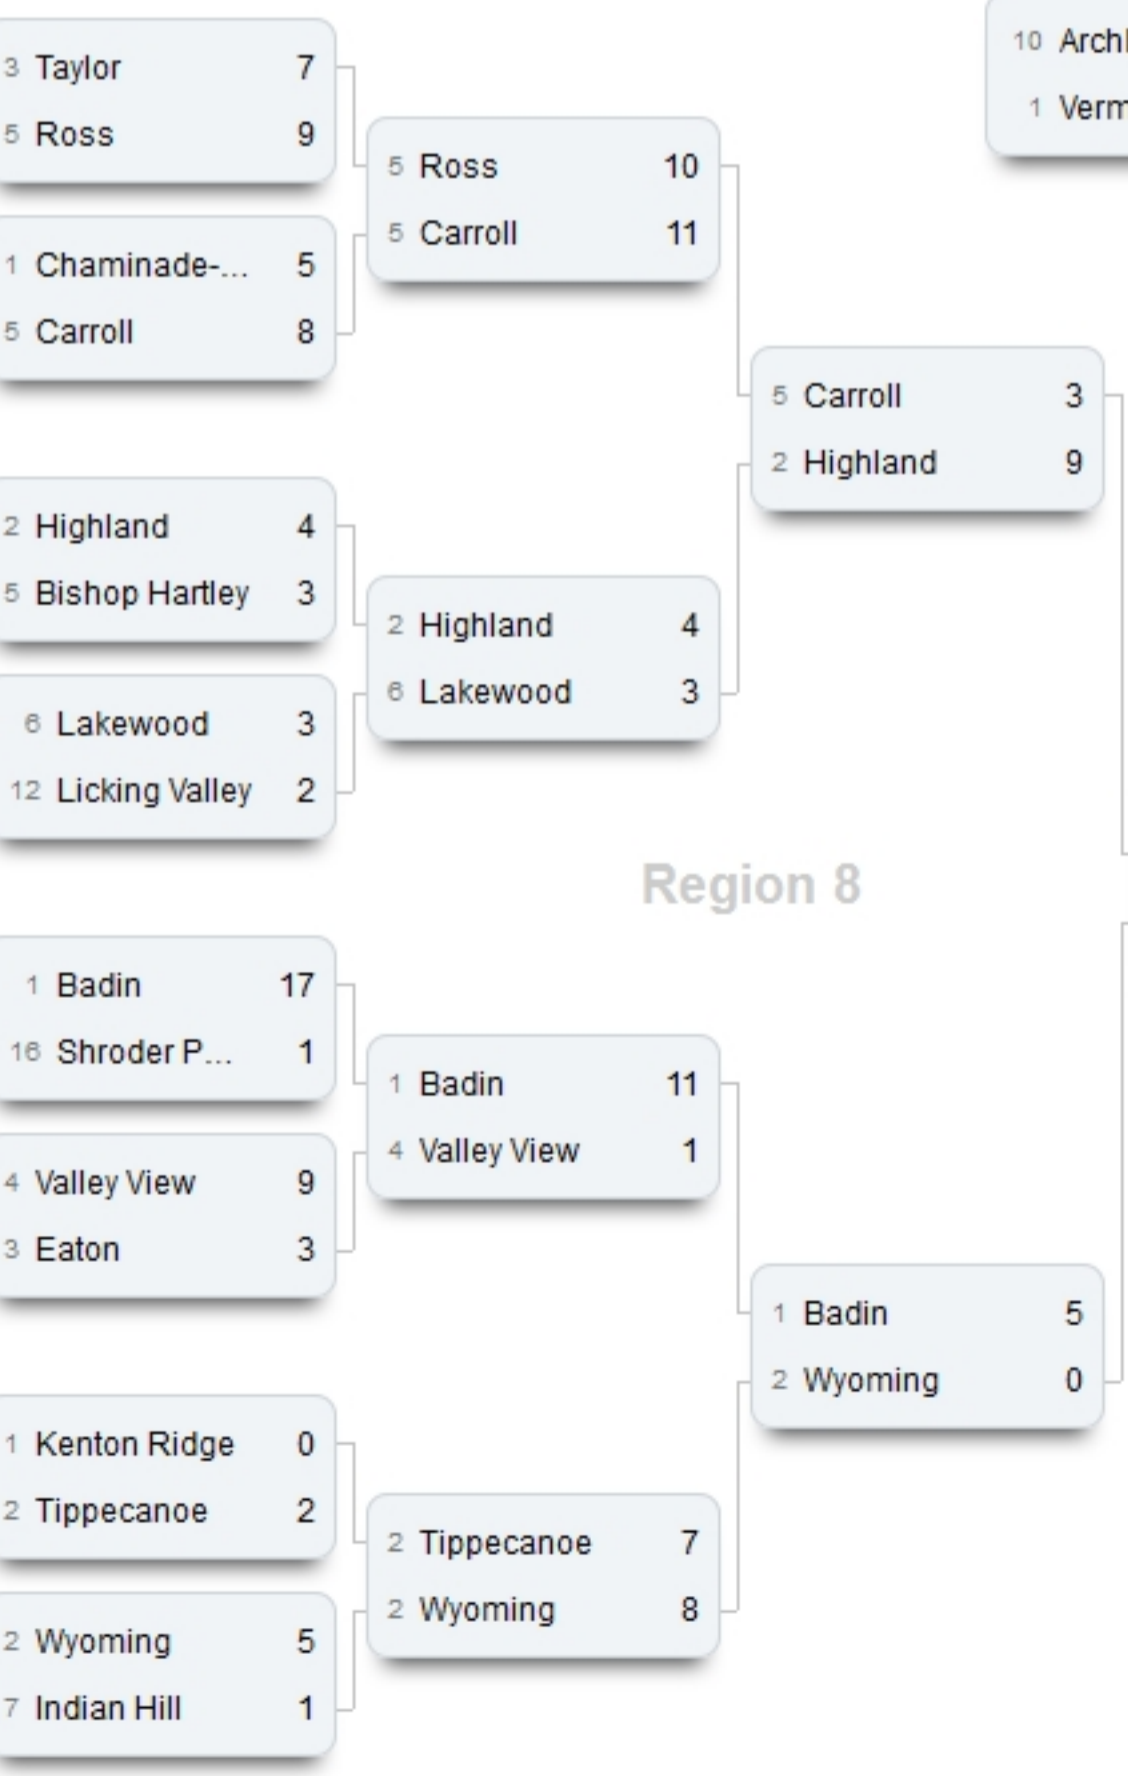 3 Taylor 7
5 Ross 9
1 Chaminade-... 5
5 Carroll 8
2 Highland 4
5 Bishop Hartley 3
6 Lakewood 3
12 Licking Valley 2
1 Badin 17
16 Shroder P... 1
4 Valley View 9
3 Eaton 3
1 Kenton Ridge 0
2 Tippecanoe 2
2 Wyoming 5
7 Indian Hill 1
5 Ross 10
5 Carroll 11
2 Highland 4
6 Lakewood 3
1 Badin 11
4 Valley View 1
2 Tippecanoe 7
2 Wyoming 8
5 Carroll 3
2 Highland 9
Region 8
1 Badin 5
2 Wyoming 0
10
1